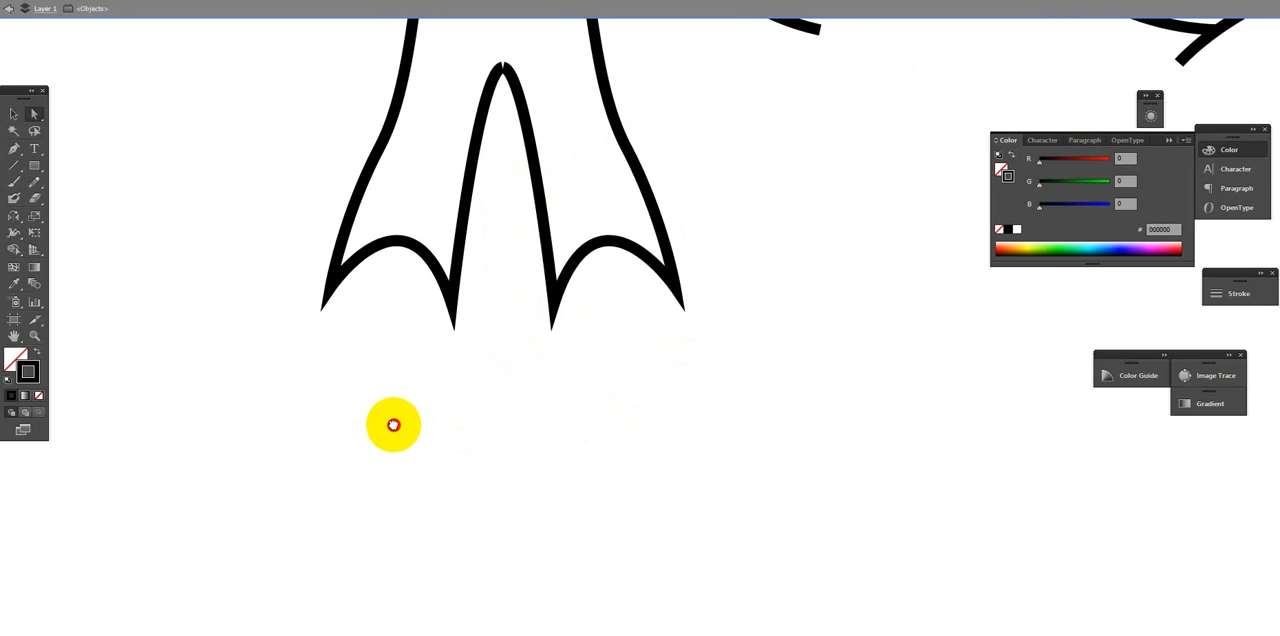 Layer 1 <Objects>
Color Character Paragraph OpenType
R 0
G 0
B 0
# 000000
Color
Character
Paragraph
OpenType
Stroke
Color Guide
Image Trace
Gradient